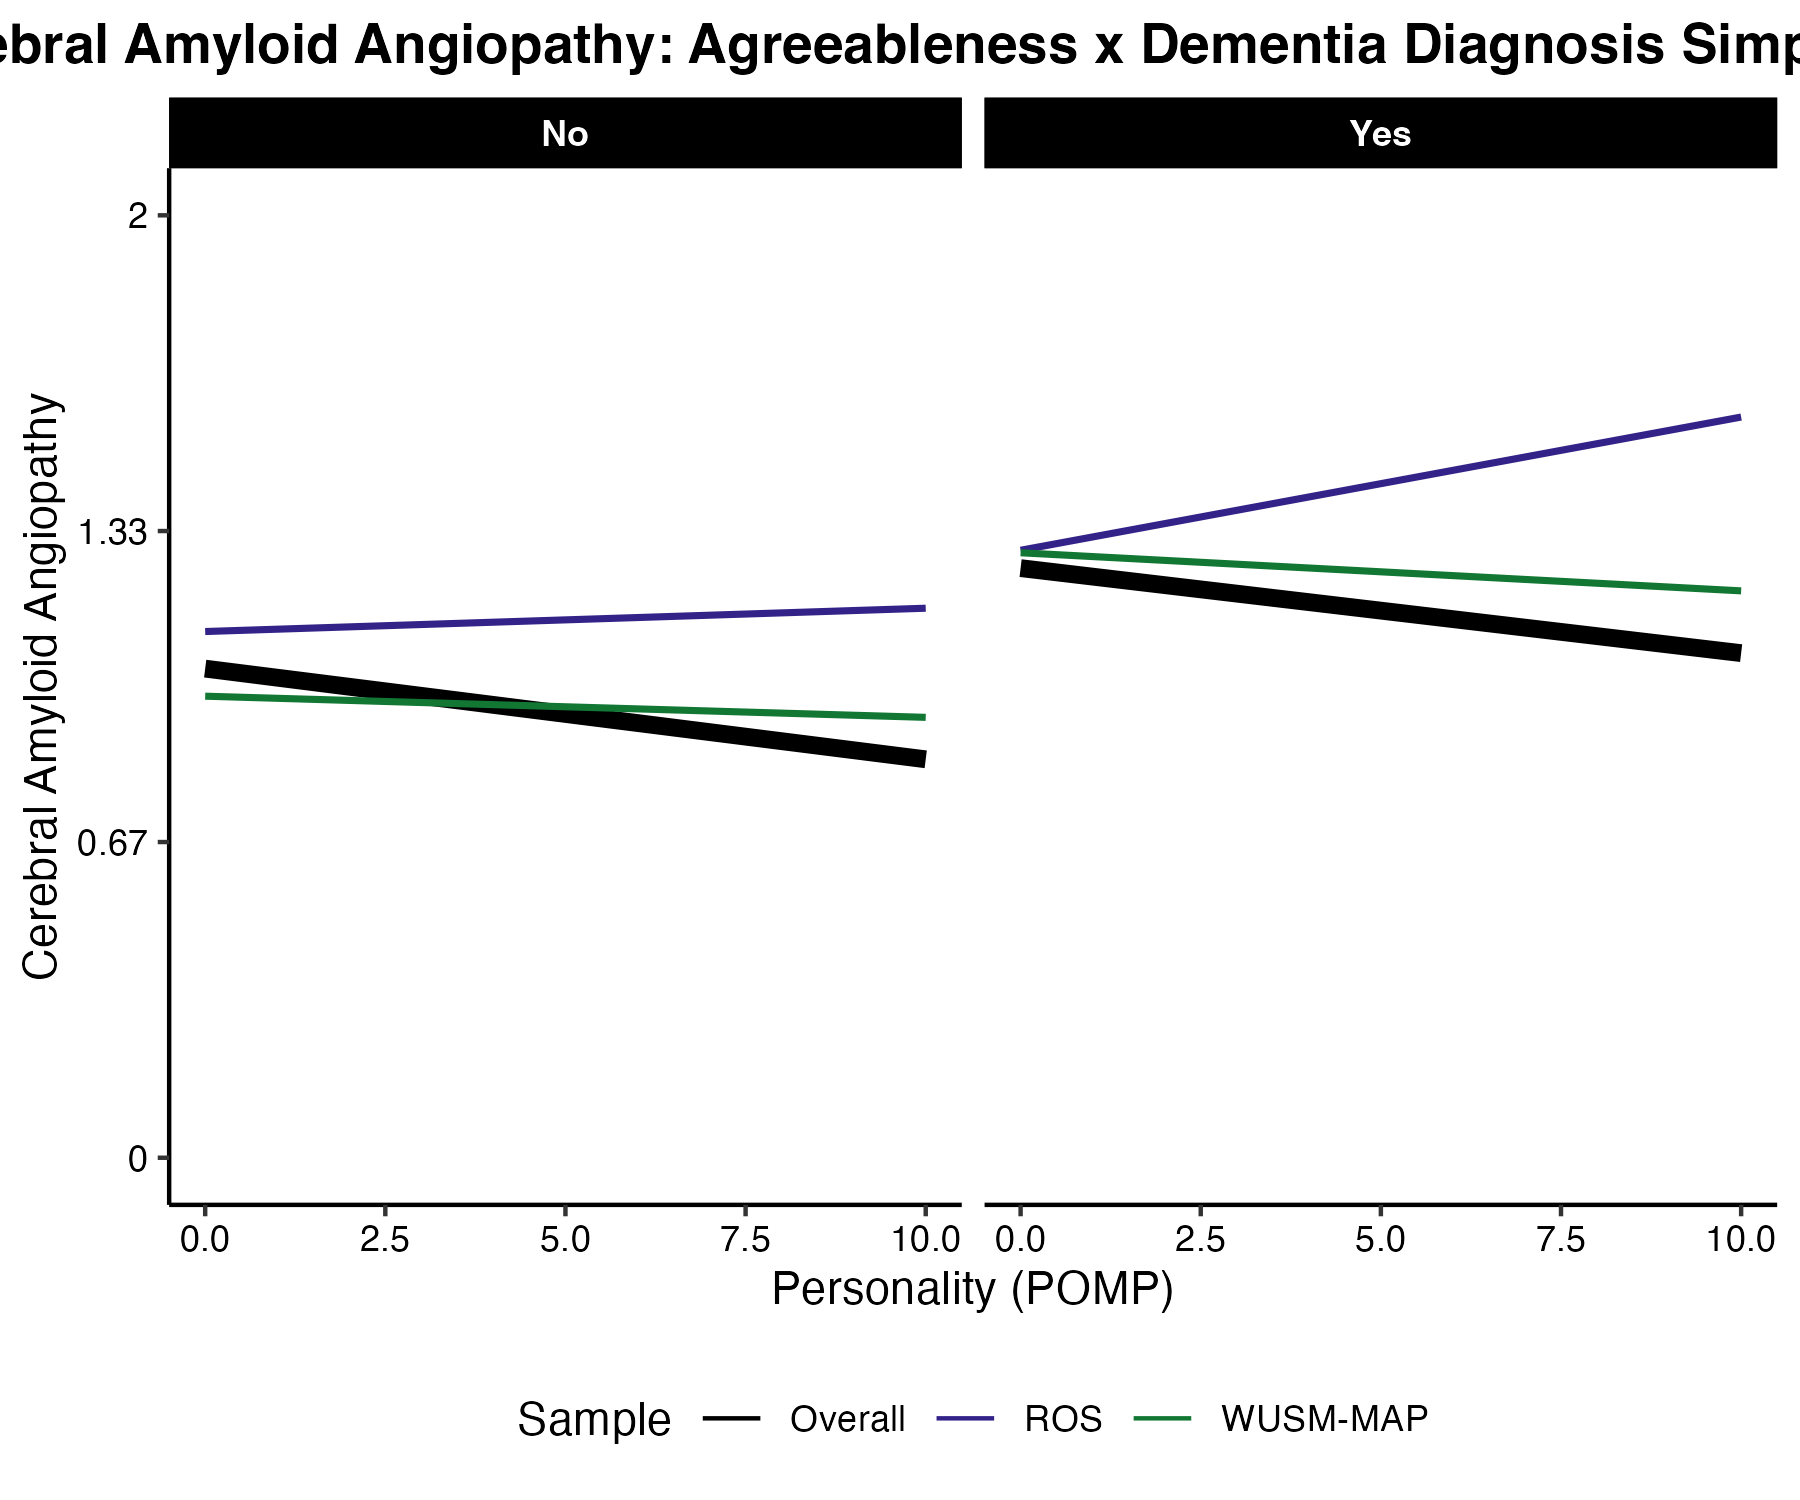 ebral Amyloid Angiopathy: Agreeableness x Dementia Diagnosis Simp
No
Yes
Cerebral Amyloid Angiopathy
2
1.33
0.67
0
0.0 2.5 5.0 7.5 10.0
0.0 2.5 5.0 7.5 10.0
Personality (POMP)
Sample Overall ROS WUSM-MAP